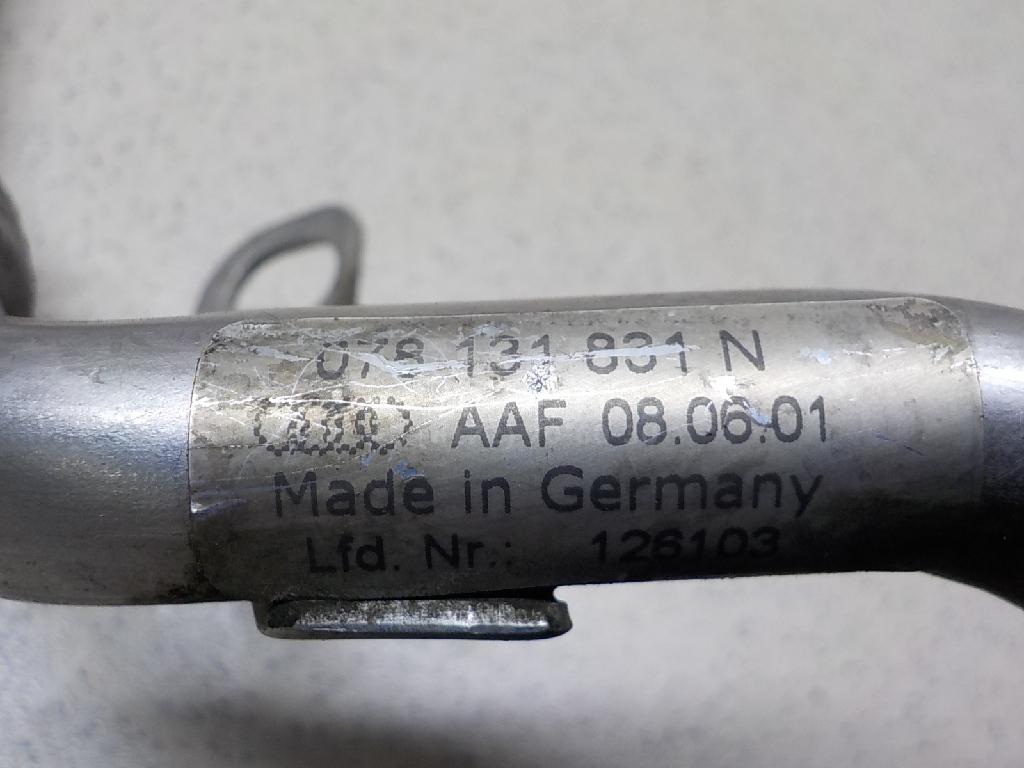 078 131 831 N
AAF 08.06.01
Made in Germany
Lfd. Nr.: 126103